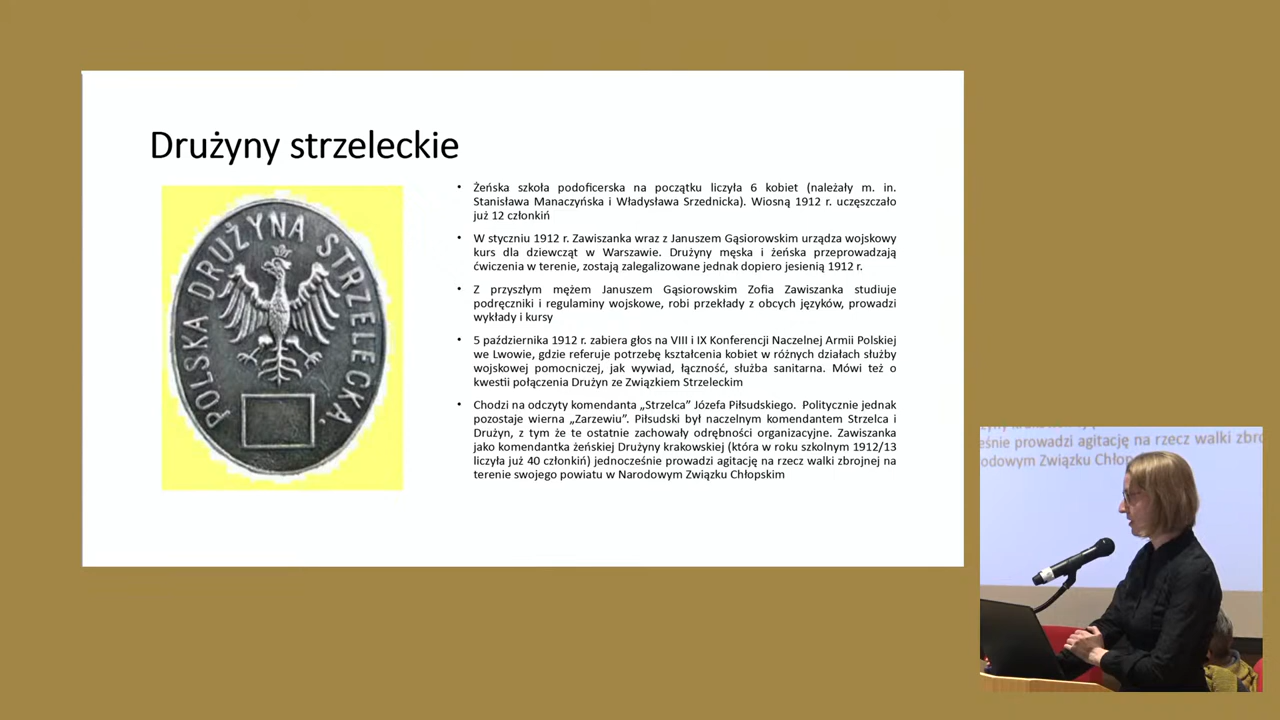 Drużyny strzeleckie
POLSKA DRUŻYNA STRZELECKA.
• Żeńska szkoła podoficerska na początku liczyła 6 kobiet (należały m. in.
Stanisława Manaczyńska i Władysława Srzednicka). Wiosną 1912 r. uczęszczało
już 12 członkiń
• W styczniu 1912 r. Zawiszanka wraz z Januszem Gąsiorowskim urządza wojskowy
kurs dla dziewcząt w Warszawie. Drużyny męska i żeńska przeprowadzają
ćwiczenia w terenie, zostają zalegalizowane jednak dopiero jesienią 1912 r.
• Z przyszłym mężem Januszem Gąsiorowskim Zofia Zawiszanka studiuje
podręczniki i regulaminy wojskowe, robi przekłady z obcych języków, prowadzi
wykłady i kursy
• 5 października 1912 r. zabiera głos na VIII i IX Konferencji Naczelnej Armii Polskiej
we Lwowie, gdzie referuje potrzebę kształcenia kobiet w różnych działach służby
wojskowej pomocniczej, jak wywiad, łączność, służba sanitarna. Mówi też o
kwestii połączenia Drużyn ze Związkiem Strzeleckim
• Chodzi na odczyty komendanta „Strzelca” Józefa Piłsudskiego. Politycznie jednak
pozostaje wierna „Zarzewiu”. Piłsudski był naczelnym komendantem Strzelca i
Drużyn, z tym że te ostatnie zachowały odrębności organizacyjne. Zawiszanka
jako komendantka żeńskiej Drużyny krakowskiej (która w roku szkolnym 1912/13
liczyła już 40 członkiń) jednocześnie prowadzi agitację na rzecz walki zbrojnej na
terenie swojego powiatu w Narodowym Związku Chłopskim
eśnie prowadzi agitację na rzecz walki zbro
odowym Związku Chłop